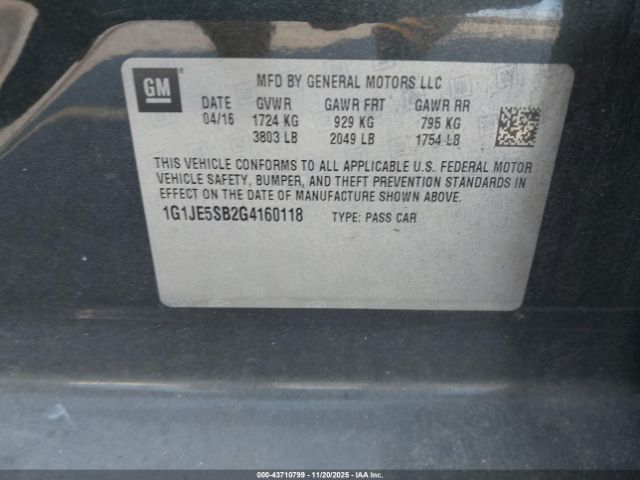 GM
MFD BY GENERAL MOTORS LLC
DATE GVWR GAWR FRT GAWR RR
04/16 1724 KG 929 KG 795 KG
3803 LB 2049 LB 1754 LB
THIS VEHICLE CONFORMS TO ALL APPLICABLE U.S. FEDERAL MOTOR
VEHICLE SAFETY, BUMPER, AND THEFT PREVENTION STANDARDS IN
EFFECT ON THE DATE OF MANUFACTURE SHOWN ABOVE.
1G1JE5SB2G4160118 TYPE: PASS CAR
000-43710799 - 11/20/2025 - IAAI.COM